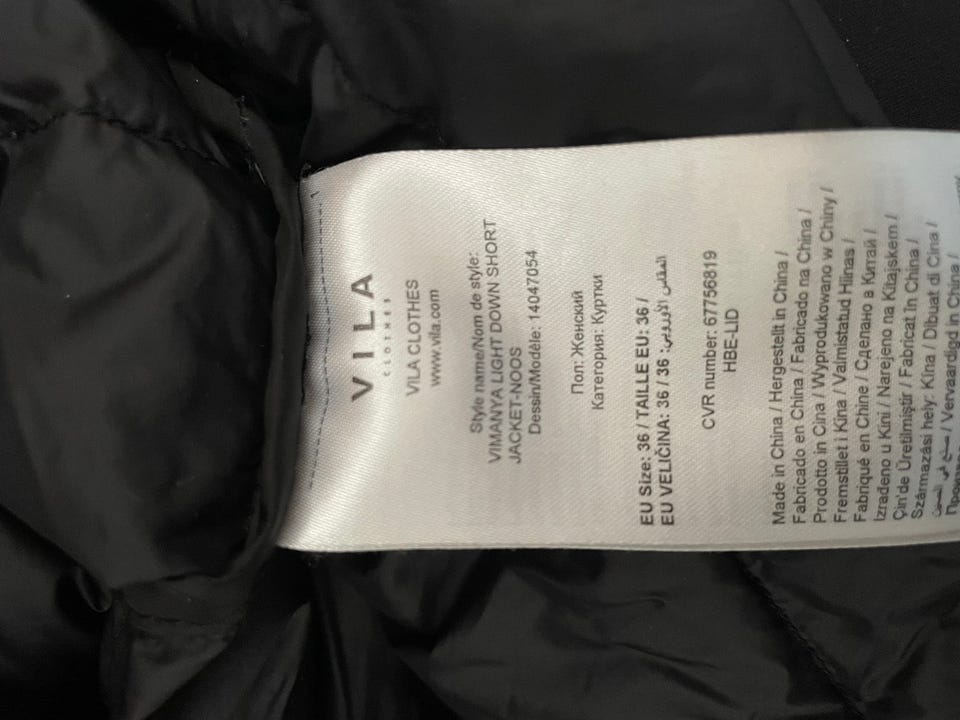 VILA
CLOTHES
VILA CLOTHES
www.vila.com
Style name/Nom de style:
VIMANYA LIGHT DOWN SHORT
JACKET-NOOS
Dessin/Modèle: 14047054
Пол: Женский
Категория: Куртки
EU Size: 36 / TAILLE EU: 36 /
EU VELIČINA: 36 / 36 :المقاس الأوروبي
CVR number: 67756819
HBE-LID
Made in China / Hergestellt in China /
Fabricado en China / Fabricado na China /
Prodotto in Cina / Wyprodukowano w Chiny /
Fremstillet i Kina / Valmistatud Hiinas /
Fabriqué en Chine / Сделано в Китай /
Izrađeno u Kini / Narejeno na Kitajskem /
Çin'de Üretilmiştir / Fabricat în China /
Származási hely: Kína / Dibuat di Cina /
صنع في الصين / Vervaardigd in China /